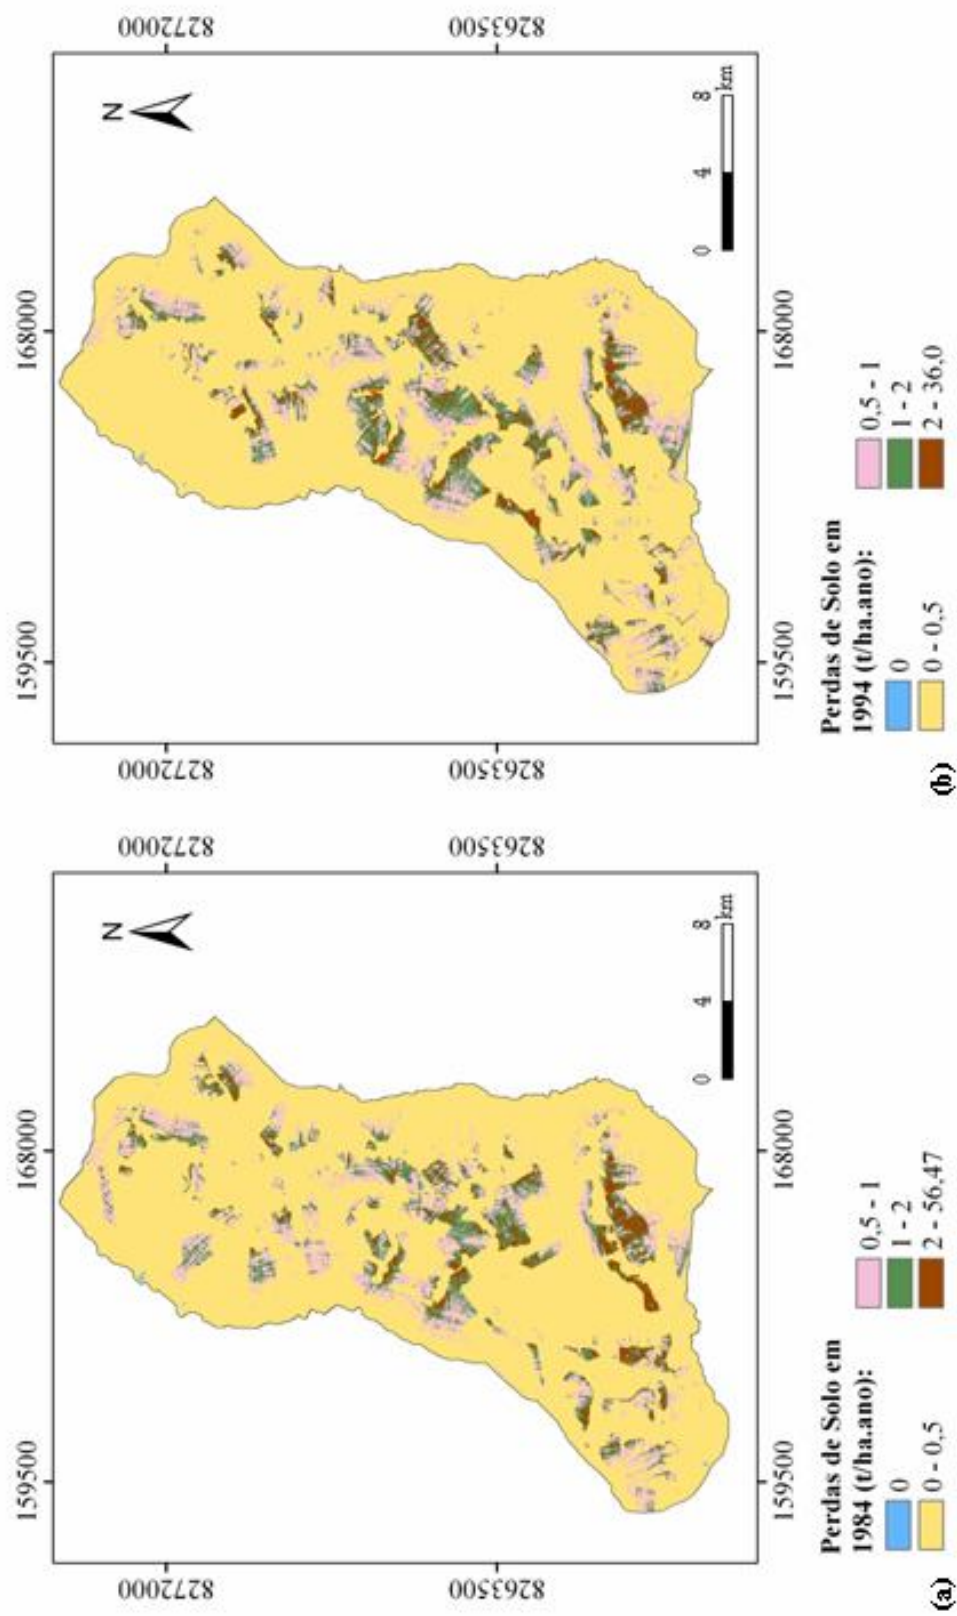 159500
168000
8272000
8272000
N
8263500
8263500
0
4
8
km
159500
168000
Perdas de Solo em
1984 (t/ha.ano):
0
0 - 0,5
0,5 - 1
1 - 2
2 - 56,47
(a)
159500
168000
8272000
8272000
N
8263500
8263500
0
4
8
km
159500
168000
Perdas de Solo em
1994 (t/ha.ano):
0
0 - 0,5
0,5 - 1
1 - 2
2 - 36,0
(b)